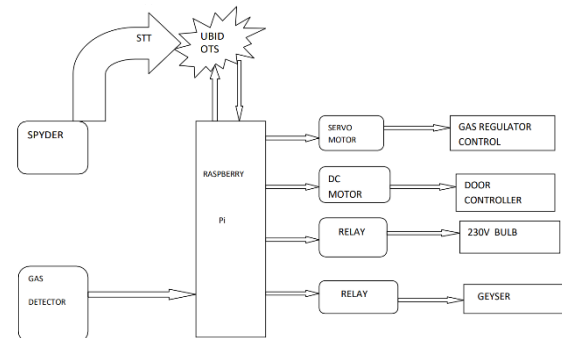 STT
UBID
OTS
SPYDER
RASPBERRY
Pi
SERVO
MOTOR
GAS REGULATOR
CONTROL
DC
MOTOR
DOOR
CONTROLLER
RELAY
230V BULB
GAS
DETECTOR
RELAY
GEYSER